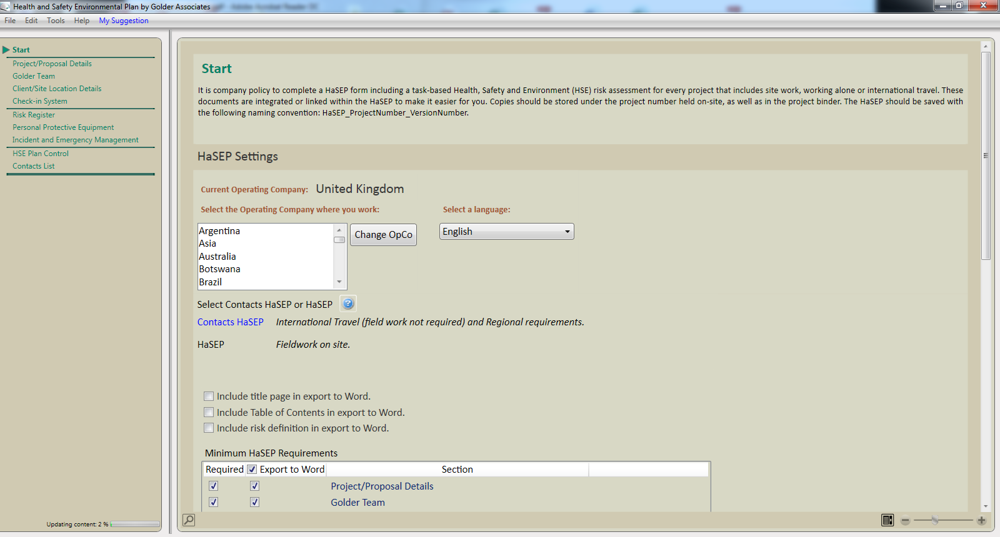 Health and Safety Environmental Plan by Golder Associates
File Edit Tools Help My Suggestion
Start
Project/Proposal Details
Golder Team
Client/Site Location Details
Check-in System
Risk Register
Personal Protective Equipment
Incident and Emergency Management
HSE Plan Control
Contacts List
Updating content: 2 %
Start
It is company policy to complete a HaSEP form including a task-based Health, Safety and Environment (HSE) risk assessment for every project that includes site work, working alone or international travel. These
documents are integrated or linked within the HaSEP to make it easier for you. Copies should be stored under the project number held on-site, as well as in the project binder. The HaSEP should be saved with
the following naming convention: HaSEP_ProjectNumber_VersionNumber.
HaSEP Settings
Current Operating Company: United Kingdom
Select the Operating Company where you work: Select a language:
Argentina
Asia
Australia
Botswana
Brazil
Change OpCo
English
Select Contacts HaSEP or HaSEP
Contacts HaSEP International Travel (field work not required) and Regional requirements.
HaSEP Fieldwork on site.
Include title page in export to Word.
Include Table of Contents in export to Word.
Include risk definition in export to Word.
Minimum HaSEP Requirements
Required Export to Word Section
Project/Proposal Details
Golder Team